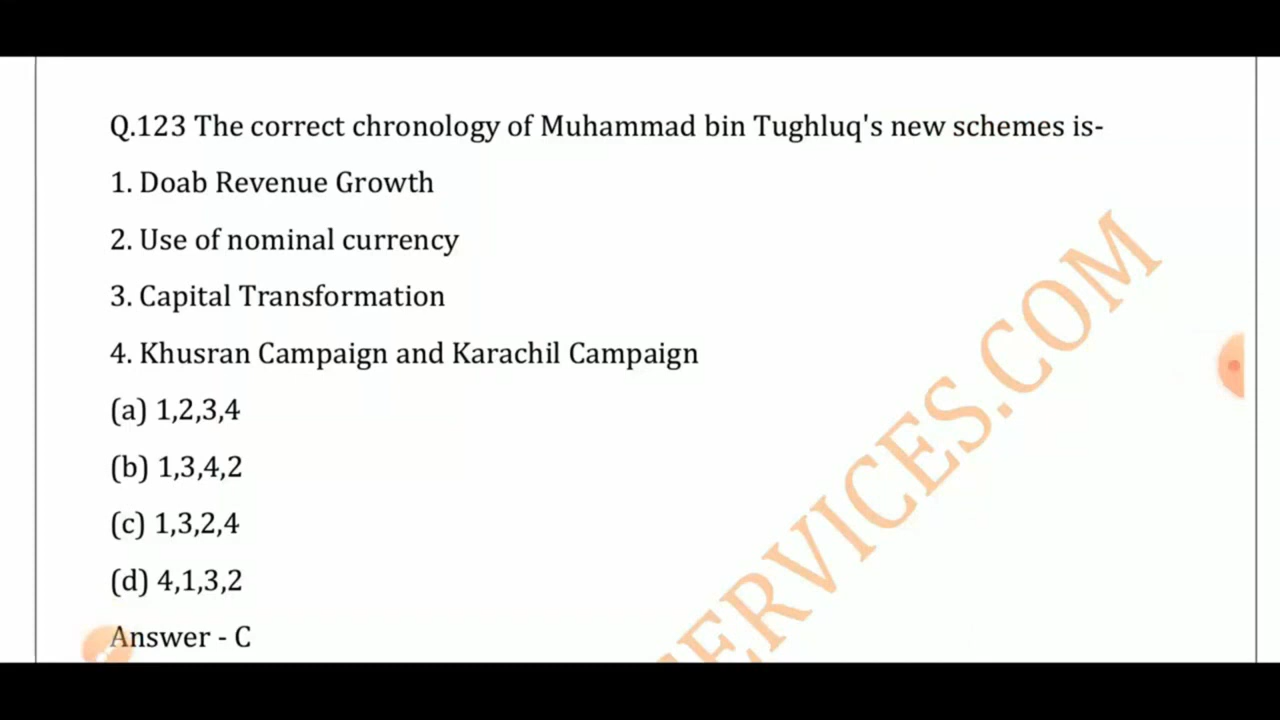 Q.123 The correct chronology of Muhammad bin Tughluq's new schemes is-
1. Doab Revenue Growth
2. Use of nominal currency
3. Capital Transformation
4. Khusran Campaign and Karachil Campaign
(a) 1,2,3,4
(b) 1,3,4,2
(c) 1,3,2,4
(d) 4,1,3,2
Answer - C
SERVICES.COM